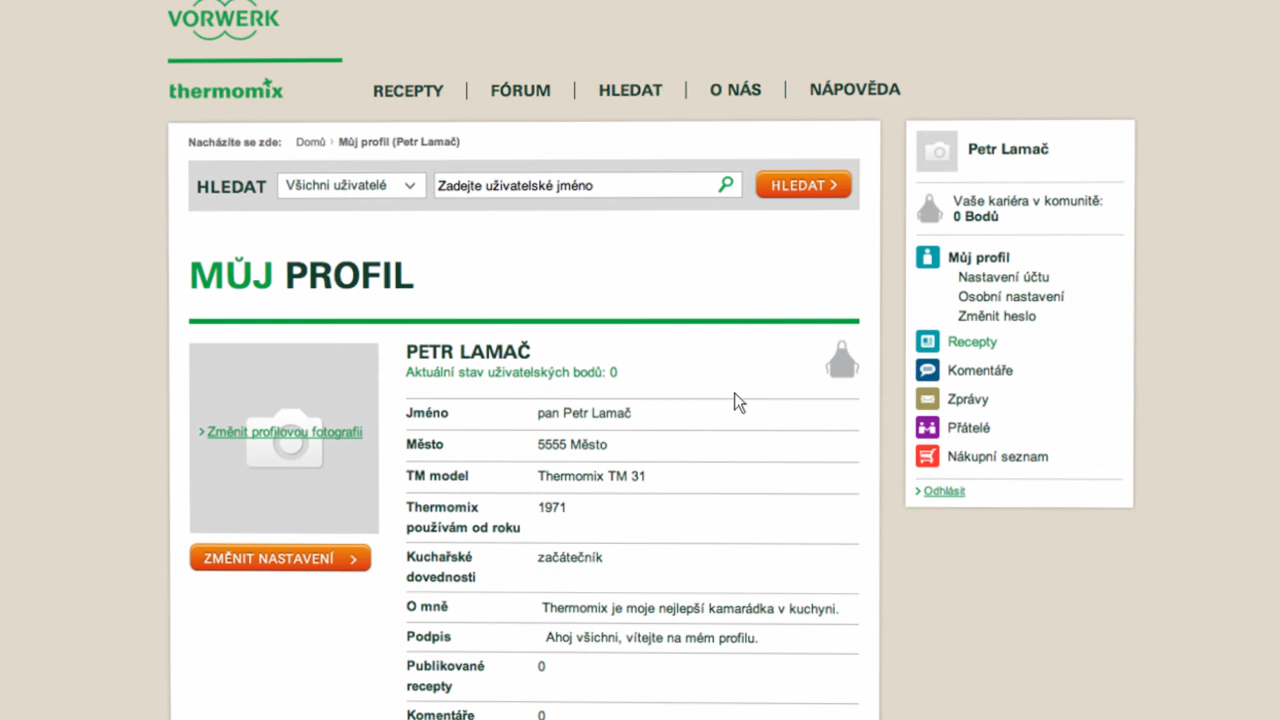 VORWERK
thermomix
RECEPTY
FÓRUM
HLEDAT
O NÁS
NÁPOVĚDA
Nacházíte se zde: Domů > Můj profil (Petr Lamač)
HLEDAT Všichni uživatelé Zadejte uživatelské jméno HLEDAT >
MŮJ PROFIL
> Změnit profilovou fotografii
ZMĚNIT NASTAVENÍ >
PETR LAMAČ
Aktuální stav uživatelských bodů: 0
Jméno pan Petr Lamač
Město 5555 Město
TM model Thermomix TM 31
Thermomix 1971
používám od roku
Kuchařské začátečník
dovednosti
O mně Thermomix je moje nejlepší kamarádka v kuchyni.
Podpis Ahoj všichni, vítejte na mém profilu.
Publikované 0
recepty
Komentáře 0
Petr Lamač
Vaše kariéra v komunitě:
0 Bodů
Můj profil
Nastavení účtu
Osobní nastavení
Změnit heslo
Recepty
Komentáře
Zprávy
Přátelé
Nákupní seznam
> Odhlásit